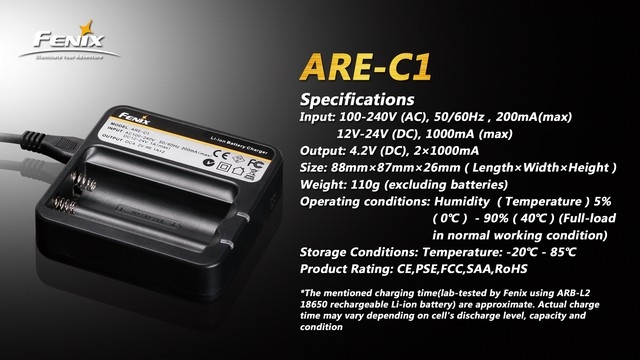 FENIX
Illuminate Your Adventure
ARE-C1
Specifications
Input: 100-240V (AC), 50/60Hz , 200mA(max)
12V-24V (DC), 1000mA (max)
Output: 4.2V (DC), 2×1000mA
Size: 88mm×87mm×26mm ( Length×Width×Height )
Weight: 110g (excluding batteries)
Operating conditions: Humidity ( Temperature ) 5%
( 0℃ ) - 90% ( 40℃ ) (Full-load
in normal working condition)
Storage Conditions: Temperature: -20℃ - 85℃
Product Rating: CE,PSE,FCC,SAA,RoHS
*The mentioned charging time(lab-tested by Fenix using ARB-L2
18650 rechargeable Li-ion battery) are approximate. Actual charge
time may vary depending on cell's discharge level, capacity and
condition
FENIX
Li-ion Battery Charger
MODEL: ARE-C1
INPUT:
OUTPUT:
CE
FC
FENIX